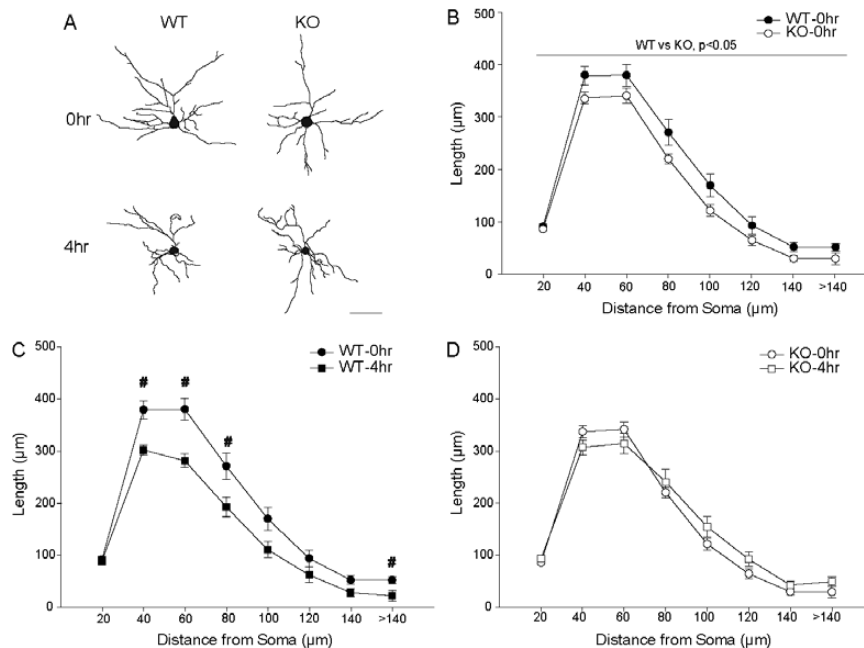 A
WT
KO
0hr
4hr
B
WT-0hr
KO-0hr
WT vs KO, p<0.05
500
400
300
200
100
0
Length (µm)
20 40 60 80 100 120 140 >140
Distance from Soma (µm)
C
WT-0hr
WT-4hr
# # # #
500
400
300
200
100
0
Length (µm)
20 40 60 80 100 120 140 >140
Distance from Soma (µm)
D
KO-0hr
KO-4hr
500
400
300
200
100
0
Length (µm)
20 40 60 80 100 120 140 >140
Distance from Soma (µm)